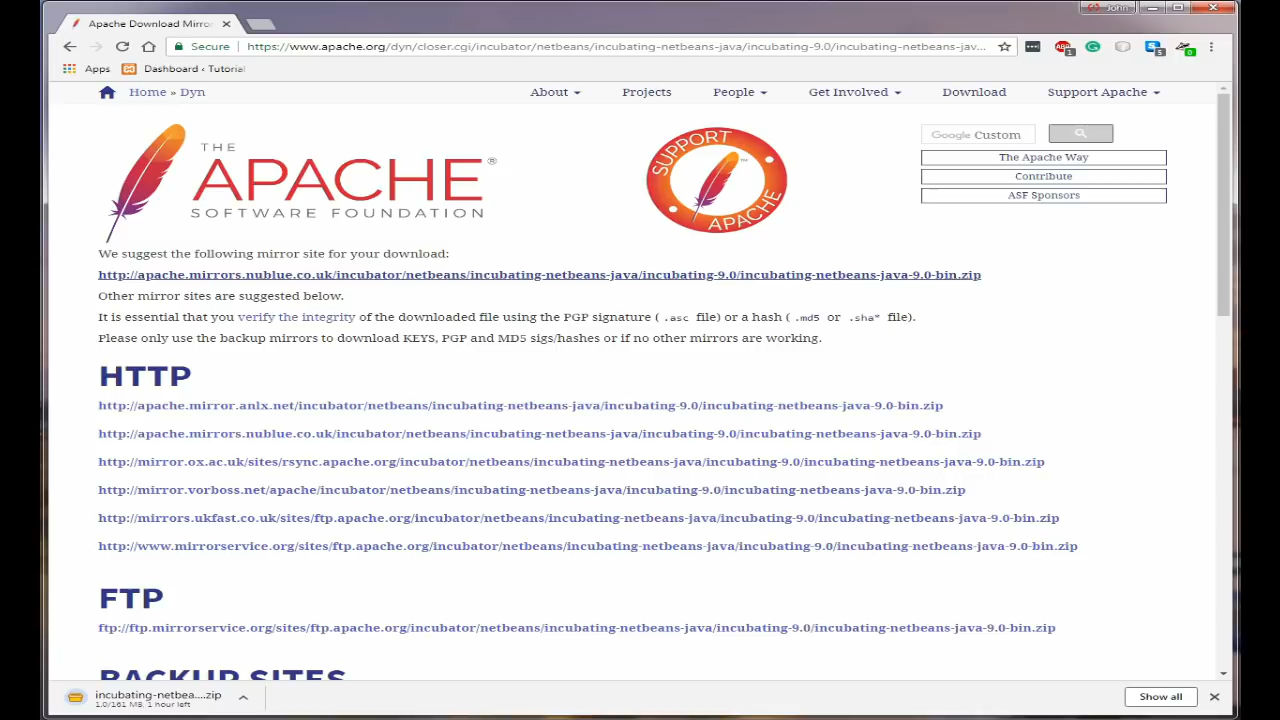 John
Apache Download Mirro
Secure
https://www.apache.org/dyn/closer.cgi/incubator/netbeans/incubating-netbeans-java/incubating-9.0/incubating-netbeans-jav...
1
5
0
Apps
Dashboard ‹ Tutorial
Home » Dyn
About
Projects
People
Get Involved
Download
Support Apache
THE
APACHE®
SOFTWARE FOUNDATION
SUPPORT
APACHE
TM
Google Custom
The Apache Way
Contribute
ASF Sponsors
We suggest the following mirror site for your download:
http://apache.mirrors.nublue.co.uk/incubator/netbeans/incubating-netbeans-java/incubating-9.0/incubating-netbeans-java-9.0-bin.zip
Other mirror sites are suggested below.
It is essential that you verify the integrity of the downloaded file using the PGP signature ( .asc file) or a hash ( .md5 or .sha* file).
Please only use the backup mirrors to download KEYS, PGP and MD5 sigs/hashes or if no other mirrors are working.
HTTP
http://apache.mirror.anlx.net/incubator/netbeans/incubating-netbeans-java/incubating-9.0/incubating-netbeans-java-9.0-bin.zip
http://apache.mirrors.nublue.co.uk/incubator/netbeans/incubating-netbeans-java/incubating-9.0/incubating-netbeans-java-9.0-bin.zip
http://mirror.ox.ac.uk/sites/rsync.apache.org/incubator/netbeans/incubating-netbeans-java/incubating-9.0/incubating-netbeans-java-9.0-bin.zip
http://mirror.vorboss.net/apache/incubator/netbeans/incubating-netbeans-java/incubating-9.0/incubating-netbeans-java-9.0-bin.zip
http://mirrors.ukfast.co.uk/sites/ftp.apache.org/incubator/netbeans/incubating-netbeans-java/incubating-9.0/incubating-netbeans-java-9.0-bin.zip
http://www.mirrorservice.org/sites/ftp.apache.org/incubator/netbeans/incubating-netbeans-java/incubating-9.0/incubating-netbeans-java-9.0-bin.zip
FTP
ftp://ftp.mirrorservice.org/sites/ftp.apache.org/incubator/netbeans/incubating-netbeans-java/incubating-9.0/incubating-netbeans-java-9.0-bin.zip
BACKUP SITES
incubating-netbea....zip
1.0/161 MB, 1 hour left
Show all